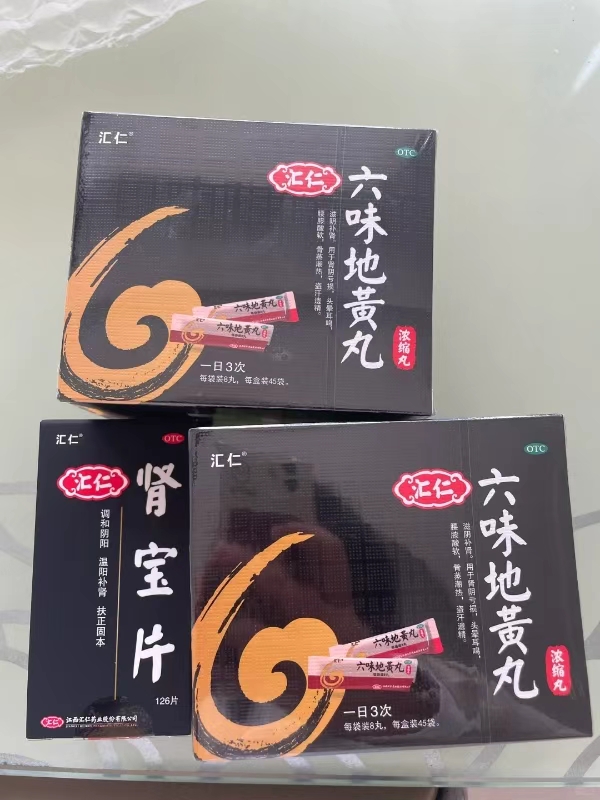 汇仁®
OTC
汇仁
六味地黄丸
浓缩丸
滋阴补肾。用于肾阴亏损，头晕耳鸣，
腰膝酸软，骨蒸潮热，盗汗遗精。
六味地黄丸
六味地黄丸
一日3次
每袋装8丸，每盒装45袋。
汇仁®
OTC
汇仁
肾宝片
调和阴阳 温阳补肾 扶正固本
126片
汇仁
江西汇仁药业股份有限公司
汇仁®
OTC
汇仁
六味地黄丸
浓缩丸
滋阴补肾。用于肾阴亏损，头晕耳鸣，
腰膝酸软，骨蒸潮热，盗汗遗精。
六味地黄丸
六味地黄丸
一日3次
每袋装8丸，每盒装45袋。